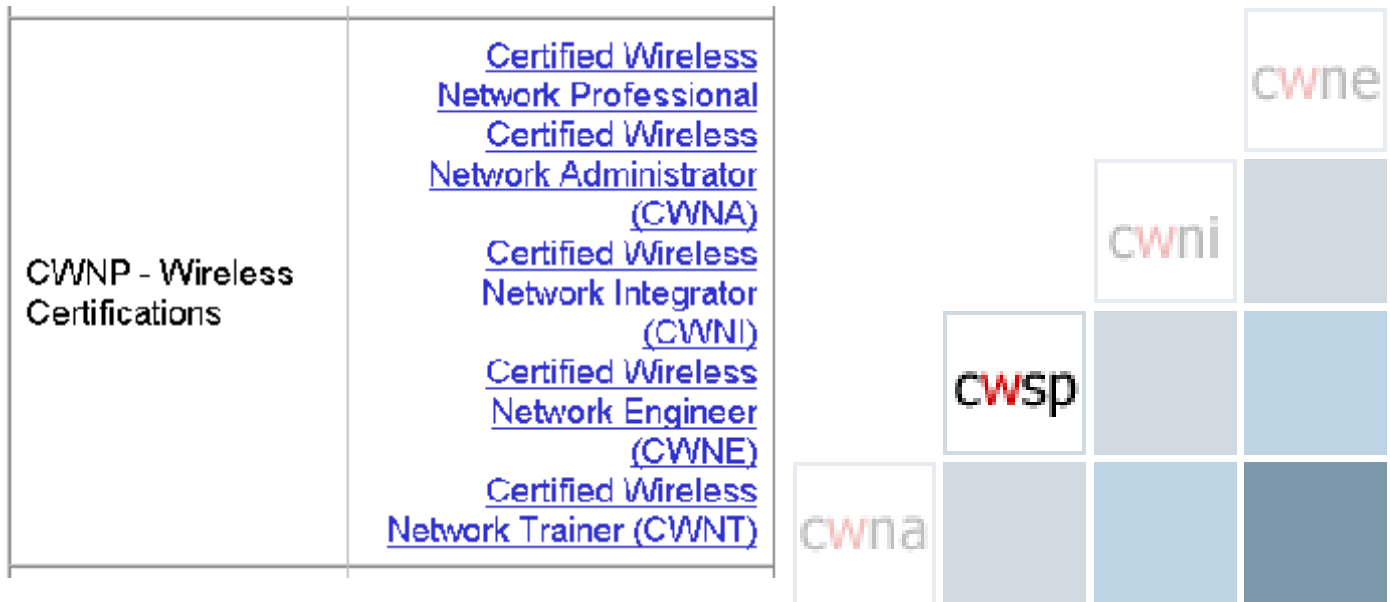 CWNP - Wireless
Certifications
Certified Wireless
Network Professional
Certified Wireless
Network Administrator
(CWNA)
Certified Wireless
Network Integrator
(CWNI)
Certified Wireless
Network Engineer
(CWNE)
Certified Wireless
Network Trainer (CWNT)
cwne
cwni
cwsp
cwna